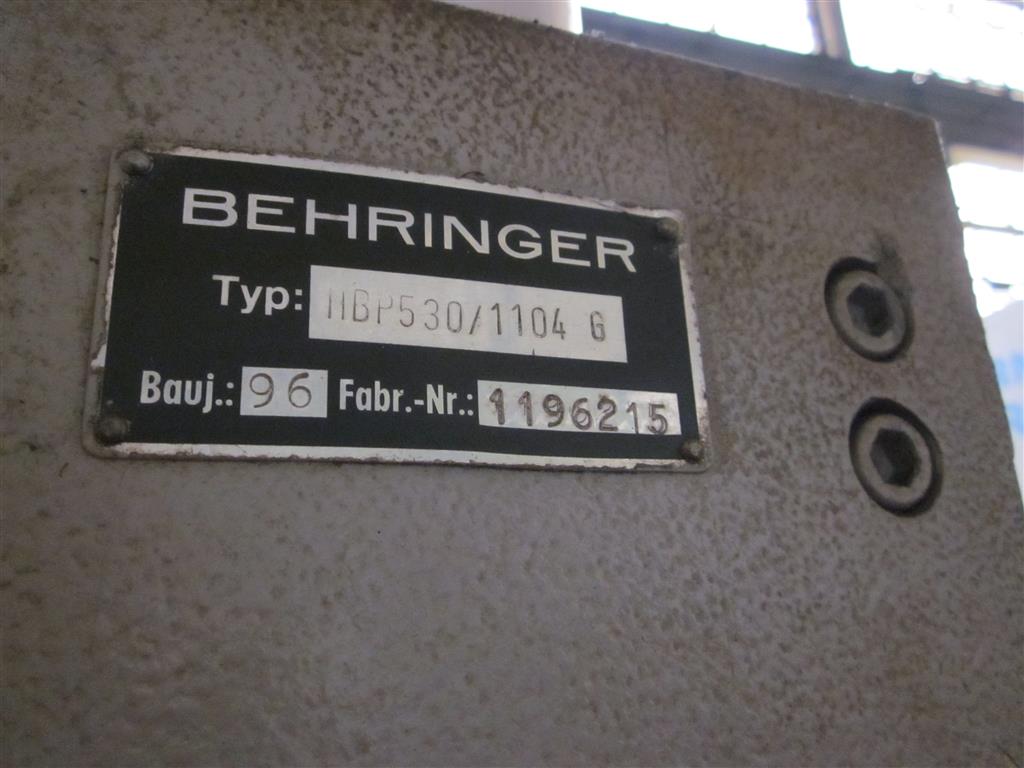 BEHRINGER
Typ: HBP530/1104 G
Bauj.: 96 Fabr.-Nr.: 1196215